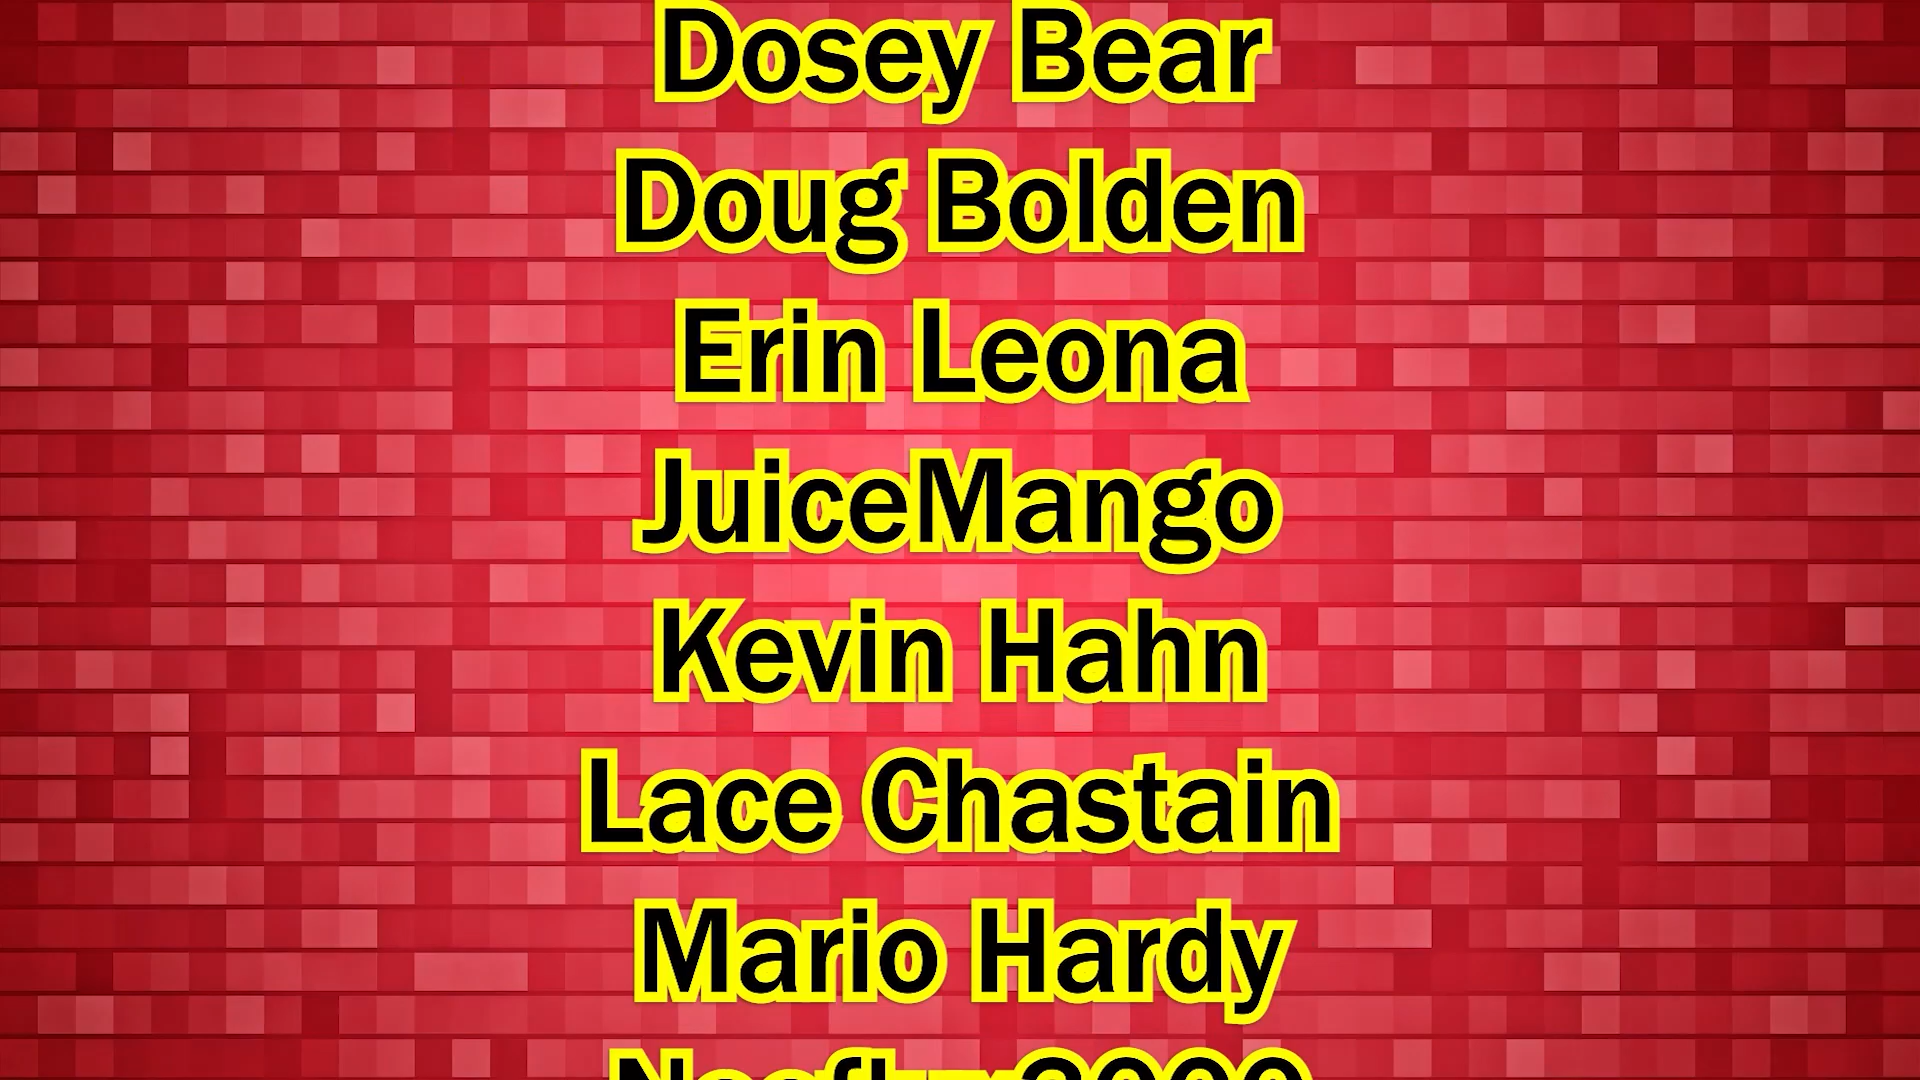 Dosey Bear
Doug Bolden
Erin Leona
JuiceMango
Kevin Hahn
Lace Chastain
Mario Hardy